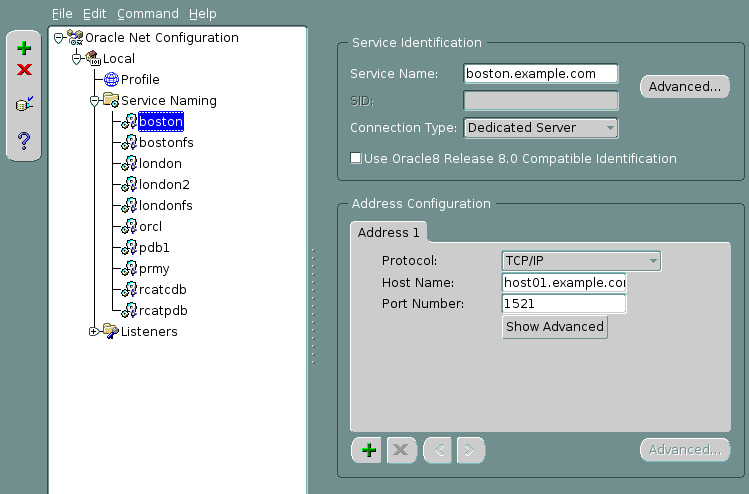 File Edit Command Help
Oracle Net Configuration
Local
Profile
Service Naming
boston
bostonfs
london
london2
londonfs
orcl
pdb1
prmy
rcatcdb
rcatpdb
Listeners
Service Identification
Service Name: boston.example.com
Advanced...
SID:
Connection Type: Dedicated Server
Use Oracle8 Release 8.0 Compatible Identification
Address Configuration
Address 1
Protocol: TCP/IP
Host Name: host01.example.co
Port Number: 1521
Show Advanced
Advanced...